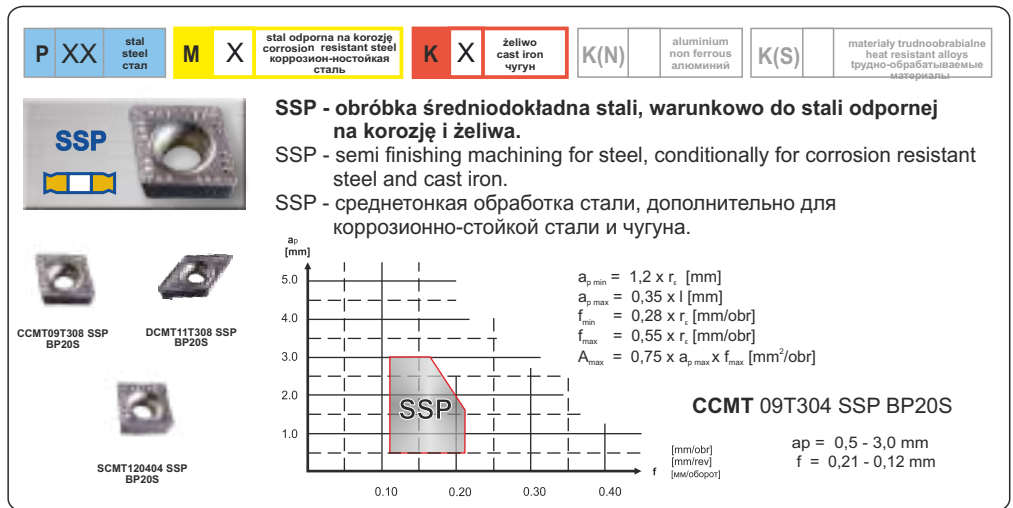 P XX stal
steel
стал
M X stal odporna na korozję
corrosion resistant steel
коррозион-ностойкая
сталь
K X żeliwo
cast iron
чугун
K(N) aluminium
non ferrous
алюминий
K(S) materiały trudnoobrabialne
heat resistant alloys
трудно-обрабатываемые
материалы
SSP
SSP - obróbka średniodokładna stali, warunkowo do stali odpornej
na korozję i żeliwa.
SSP - semi finishing machining for steel, conditionally for corrosion resistant
steel and cast iron.
SSP - среднетонкая обработка стали, дополнительно для
коррозионно-стойкой стали и чугуна.
CCMT09T308 SSP
BP20S
DCMT11T308 SSP
BP20S
SCMT120404 SSP
BP20S
ap
[mm]
5.0
4.0
3.0
2.0
1.0
SSP
0.10 0.20 0.30 0.40
f
[mm/obr]
[mm/rev]
[мм/оборот]
ap min = 1,2 x rε [mm]
ap max = 0,35 x l [mm]
fmin = 0,28 x rε [mm/obr]
fmax = 0,55 x rε [mm/obr]
Amax = 0,75 x ap max x fmax [mm²/obr]
CCMT 09T304 SSP BP20S
ap = 0,5 - 3,0 mm
f = 0,21 - 0,12 mm